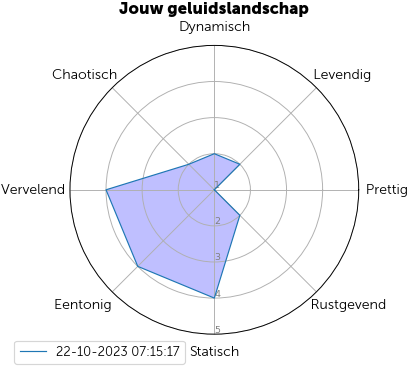 Jouw geluidslandschap
Dynamisch
Chaotisch
Levendig
Vervelend
1
Prettig
2
3
Eentonig
4
Rustgevend
5
22-10-2023 07:15:17
Statisch